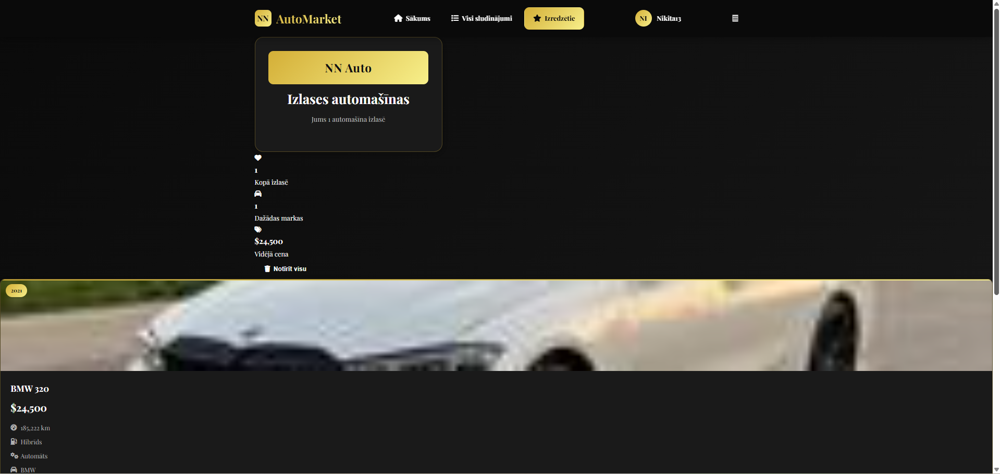 NN AutoMarket
Sākums
Visi sludinājumi
Izredzetie
NI Nikita13
NN Auto
Izlases automašīnas
Jums 1 automašīna izlasē
1
Kopā izlasē
1
Dažādas markas
$24,500
Vidējā cena
Notīrīt visu
2021
BMW 320
$24,500
185,222 km
Hibrīds
Automāts
BMW